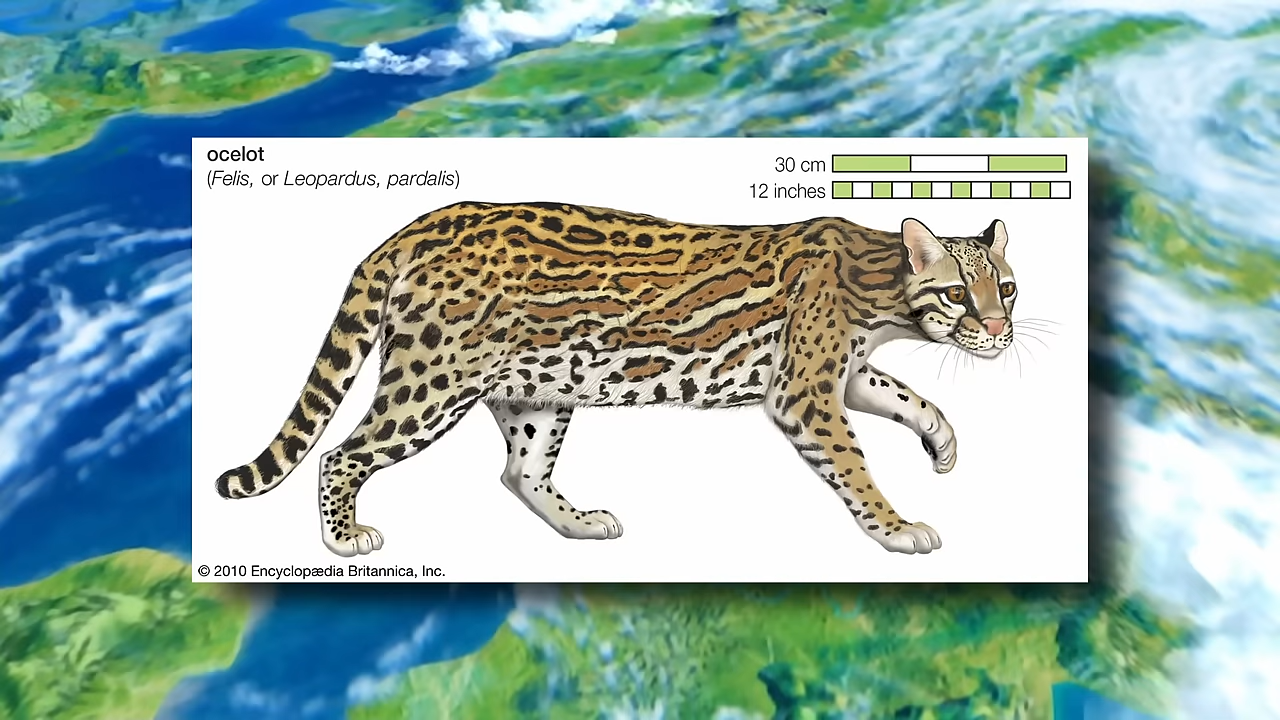 ocelot
(Felis, or Leopardus, pardalis)
30 cm
12 inches
© 2010 Encyclopædia Britannica, Inc.